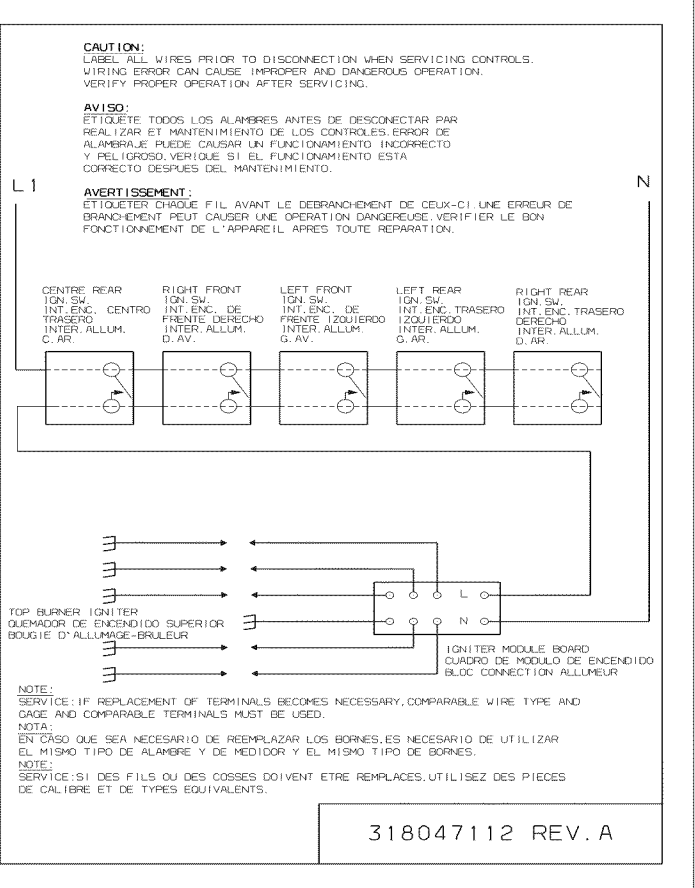 CAUTION:
LABEL ALL WIRES PRIOR TO DISCONNECTION WHEN SERVICING CONTROLS.
WIRING ERROR CAN CAUSE IMPROPER AND DANGEROUS OPERATION.
VERIFY PROPER OPERATION AFTER SERVICING.
AVISO:
ETIQUETE TODOS LOS ALAMBRES ANTES DE DESCONECTAR PAR
REALIZAR ET MANTENIMIENTO DE LOS CONTROLES.ERROR DE
ALAMBRAJE PUEDE CAUSAR UN FUNCIONAMIENTO INCORRECTO
Y PELIGROSO.VERIQUE SI EL FUNCIONAMIENTO ESTA
CORRECTO DESPUES DEL MANTENIMIENTO.
L1
N
AVERTISSEMENT:
ETIQUETER CHAQUE FIL AVANT LE DEBRANCHEMENT DE CEUX-CI.UNE ERREUR DE
BRANCHEMENT PEUT CAUSER UNE OPERATION DANGEREUSE.VERIFIER LE BON
FONCTIONNEMENT DE L'APPAREIL APRES TOUTE REPARATION.
CENTRE REAR
IGN.SW.
INT.ENC. CENTRO
TRASERO
INTER.ALLUM.
C.AR.
RIGHT FRONT
IGN.SW.
INT.ENC. DE
FRENTE DERECHO
INTER.ALLUM.
D.AV.
LEFT FRONT
IGN.SW.
INT.ENC. DE
FRENTE IZQUIERDO
INTER.ALLUM.
G.AV.
LEFT REAR
IGN.SW.
INT.ENC.TRASERO
IZQUIERDO
INTER.ALLUM.
G.AR.
RIGHT REAR
IGN.SW.
INT.ENC.TRASERO
DERECHO
INTER.ALLUM.
D.AR.
L
N
TOP BURNER IGNITER
QUEMADOR DE ENCENDIDO SUPERIOR
BOUGIE D'ALLUMAGE-BRULEUR
IGNITER MODULE BOARD
CUADRO DE MODULO DE ENCENDIDO
BLOC CONNECTION ALLUMEUR
NOTE:
SERVICE:IF REPLACEMENT OF TERMINALS BECOMES NECESSARY,COMPARABLE WIRE TYPE AND
GAGE AND COMPARABLE TERMINALS MUST BE USED.
NOTA:
EN CASO QUE SEA NECESARIO DE REEMPLAZAR LOS BORNES.ES NECESARIO DE UTILIZAR
EL MISMO TIPO DE ALAMBRE Y DE MEDIDOR Y EL MISMO TIPO DE BORNES.
NOTE:
SERVICE:SI DES FILS OU DES COSSES DOIVENT ETRE REMPLACES.UTILISEZ DES PIECES
DE CALIBRE ET DE TYPES EQUIVALENTS.
318047112 REV.A